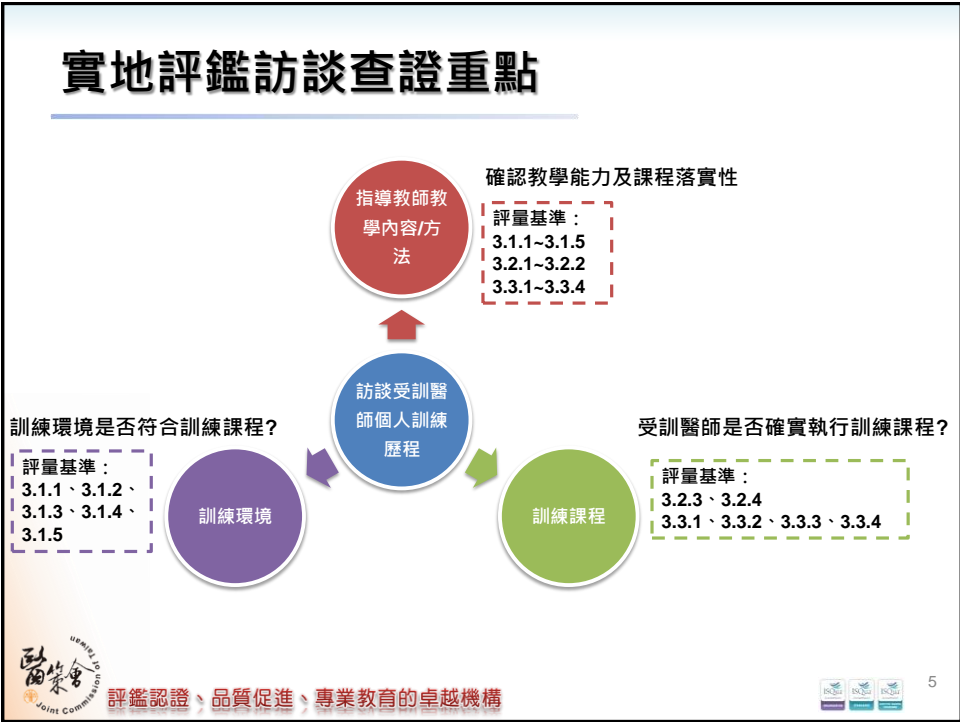 實地評鑑訪談查證重點
確認教學能力及課程落實性
指導教師教
學內容/方
法
評量基準：
3.1.1~3.1.5
3.2.1~3.2.2
3.3.1~3.3.4
訪談受訓醫
師個人訓練
歷程
訓練環境是否符合訓練課程?
評量基準：
3.1.1、3.1.2、
3.1.3、3.1.4、
3.1.5
訓練環境
受訓醫師是否確實執行訓練課程?
訓練課程
評量基準：
3.2.3、3.2.4
3.3.1、3.3.2、3.3.3、3.3.4
醫策會
Joint Commission of Taiwan
評鑑認證、品質促進、專業教育的卓越機構
ISQua ISQua ISQua
5